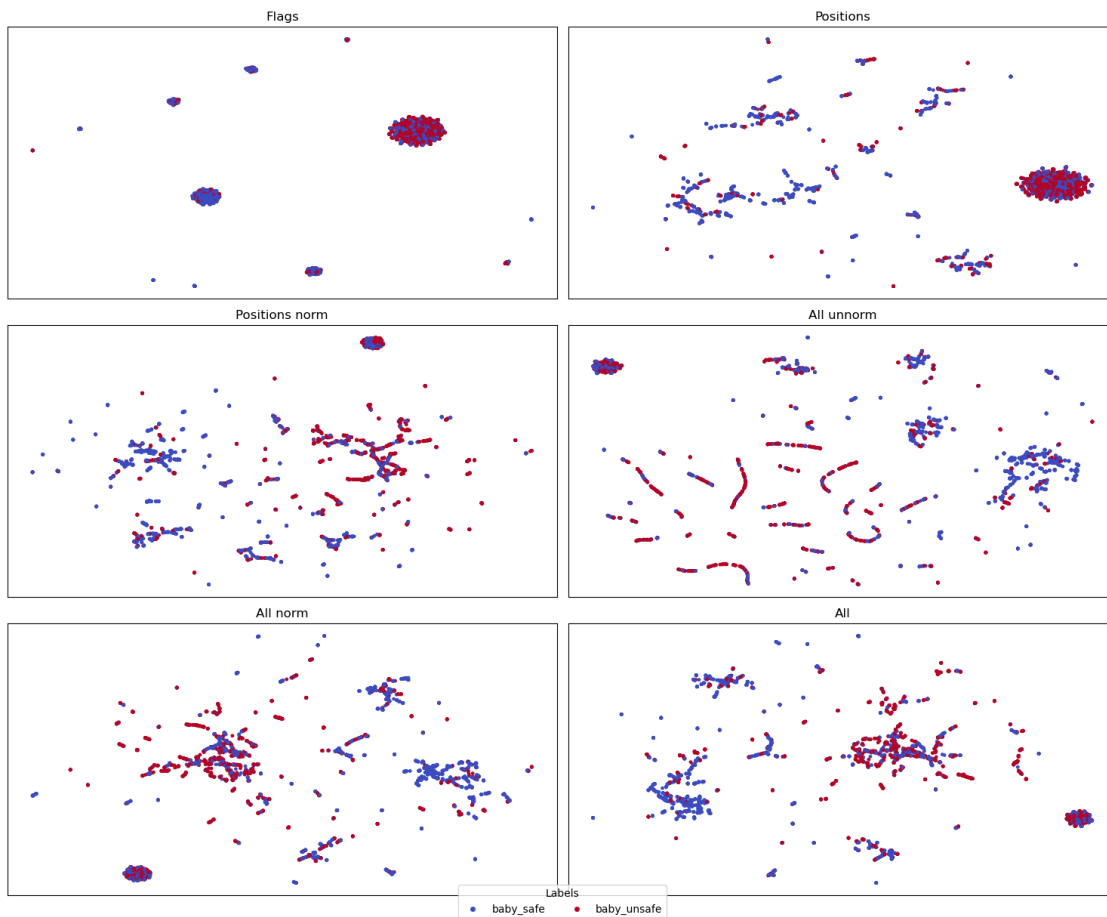 Flags
Positions
Positions norm
All unnorm
All norm
All
Labels
baby_safe baby_unsafe